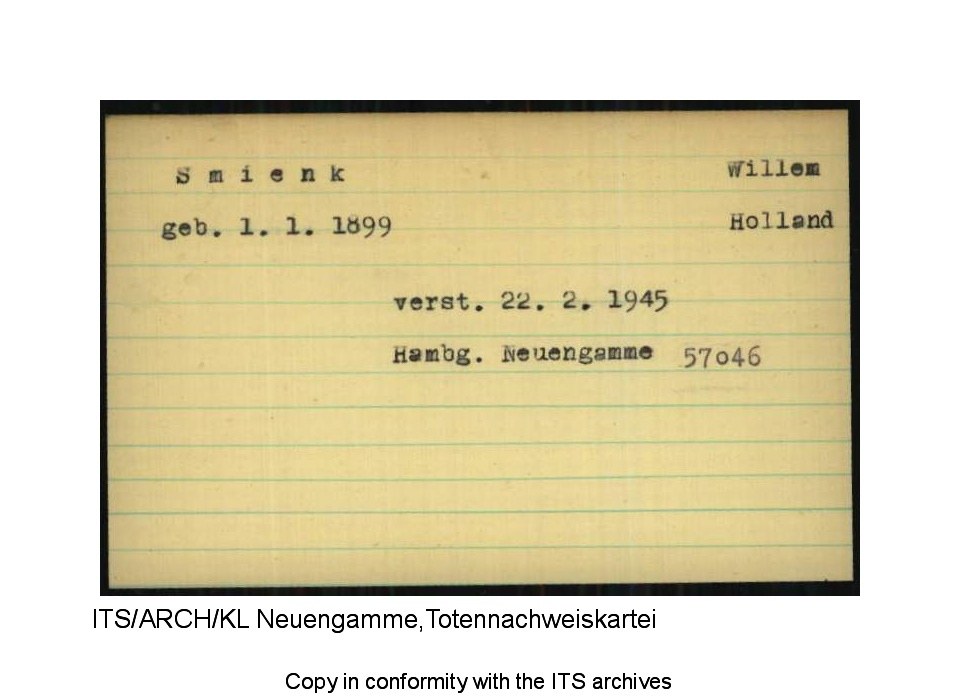 S m i e n k Willem
geb. 1. 1. 1899 Holland
verst. 22. 2. 1945
Hambg. Neuengamme 57o46
ITS/ARCH/KL Neuengamme,Totennachweiskartei
Copy in conformity with the ITS archives